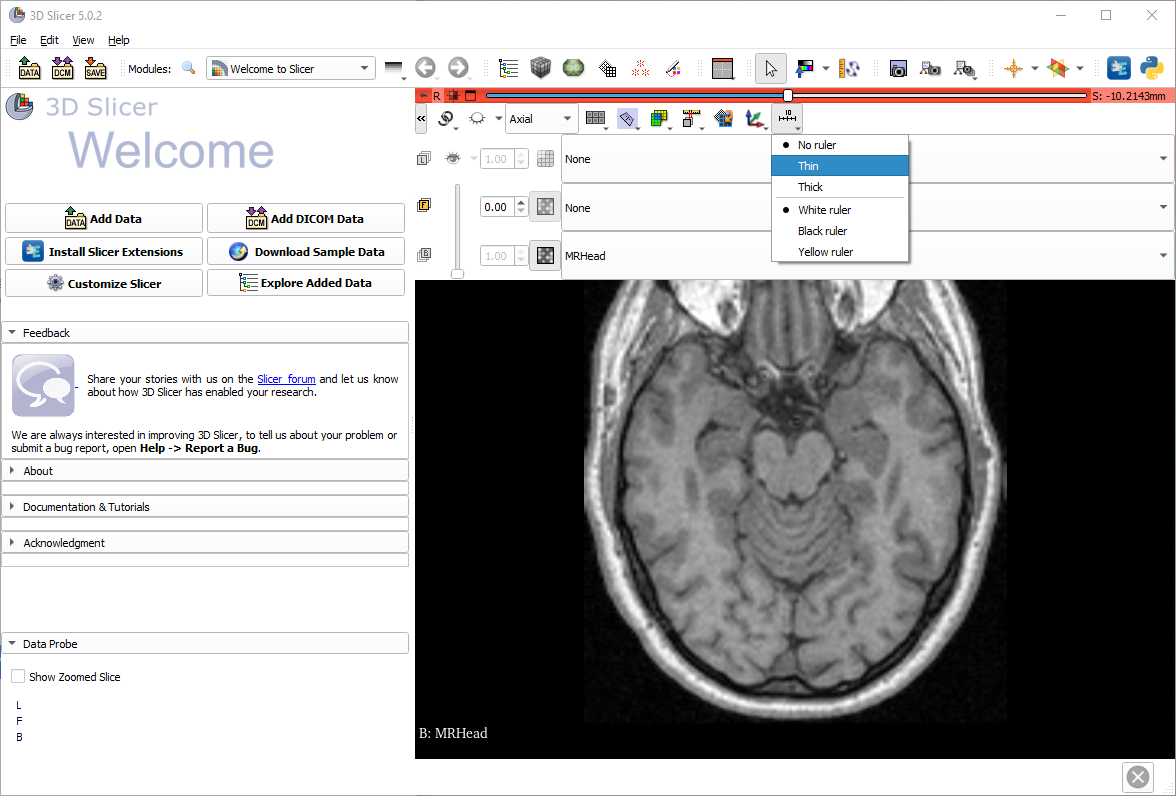 3D Slicer 5.0.2
File Edit View Help
DATA DCM SAVE Modules: Welcome to Slicer
R S: -10.2143mm
3D Slicer
Welcome
Axial
10
L 1.00 None
F 0.00 None
B 1.00 MRHead
No ruler
Thin
Thick
White ruler
Black ruler
Yellow ruler
DATA Add Data DCM Add DICOM Data
Install Slicer Extensions Download Sample Data
Customize Slicer Explore Added Data
Feedback
Share your stories with us on the Slicer forum and let us know
about how 3D Slicer has enabled your research.
We are always interested in improving 3D Slicer, to tell us about your problem or
submit a bug report, open Help -> Report a Bug.
About
Documentation & Tutorials
Acknowledgment
Data Probe
Show Zoomed Slice
L
F
B
B: MRHead